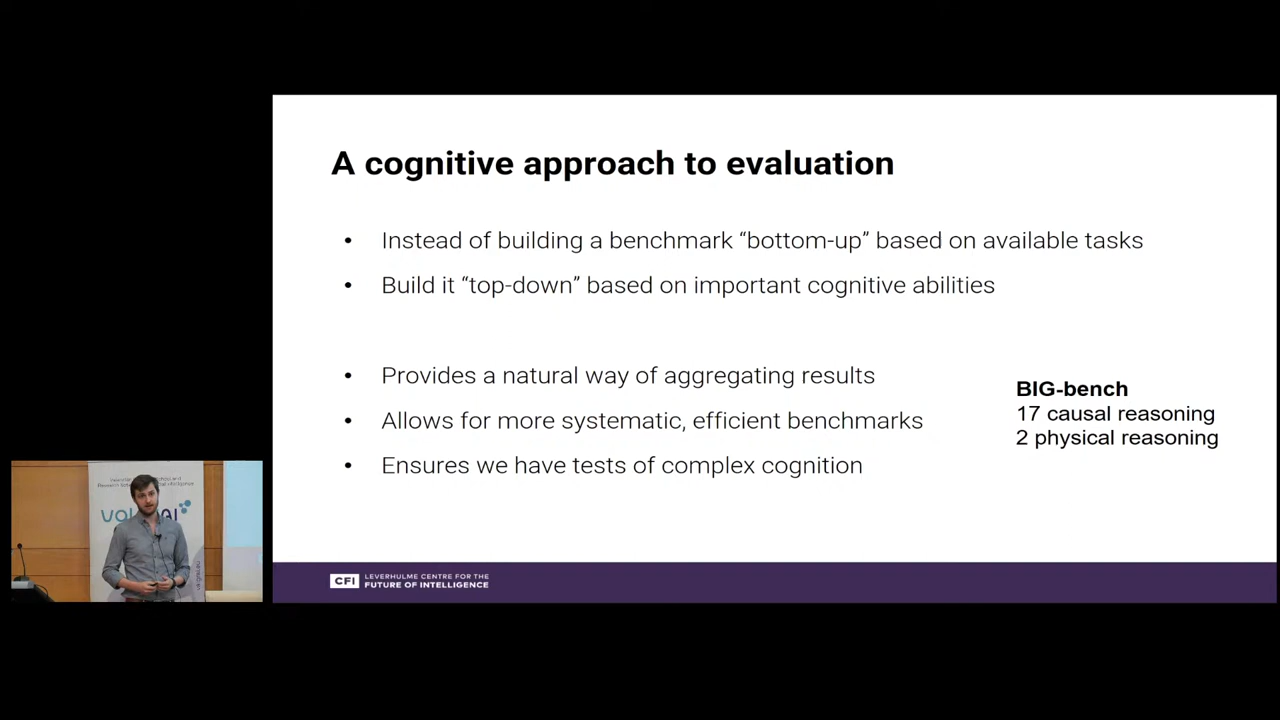 A cognitive approach to evaluation
• Instead of building a benchmark “bottom-up” based on available tasks
• Build it “top-down” based on important cognitive abilities
• Provides a natural way of aggregating results
• Allows for more systematic, efficient benchmarks
• Ensures we have tests of complex cognition
BIG-bench
17 causal reasoning
2 physical reasoning
CFI LEVERHULME CENTRE FOR THE
FUTURE OF INTELLIGENCE